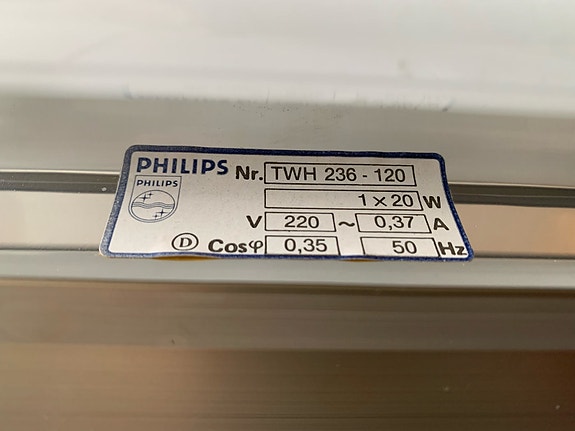 PHILIPS Nr. TWH 236 - 120
PHILIPS
1 x 20 W
V 220 ~ 0,37 A
D Cosφ 0,35 50 Hz